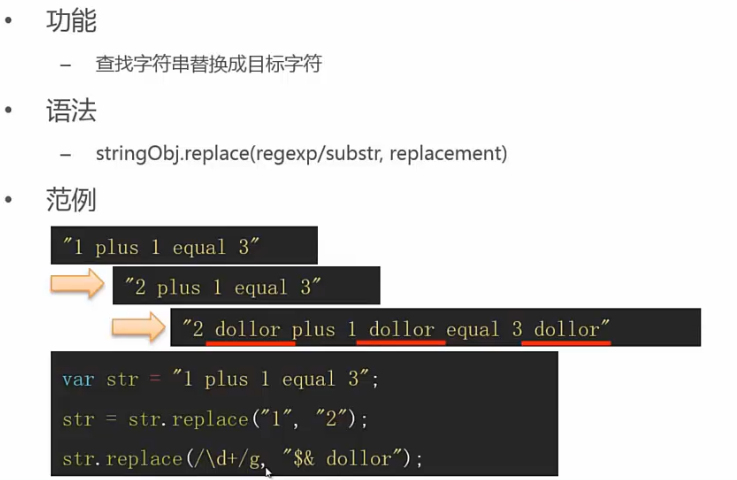 • 功能
– 查找字符串替换成目标字符
• 语法
– stringObj.replace(regexp/substr, replacement)
• 范例
"1 plus 1 equal 3"
"2 plus 1 equal 3"
"2 dollor plus 1 dollor equal 3 dollor"
var str = "1 plus 1 equal 3";
str = str.replace("1", "2");
str.replace(/\d+/g, "$& dollor");